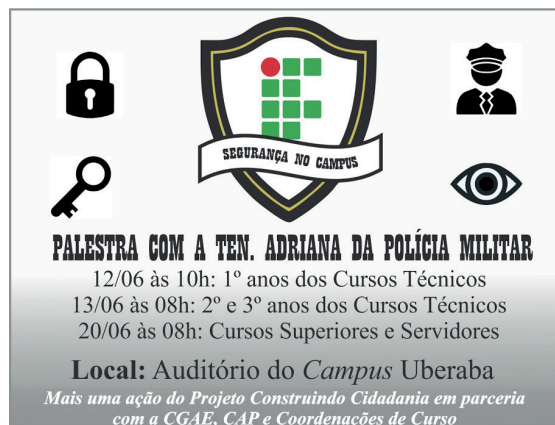 SEGURANÇA NO CAMPUS
PALESTRA COM A TEN. ADRIANA DA POLÍCIA MILITAR
12/06 às 10h: 1º anos dos Cursos Técnicos
13/06 às 08h: 2º e 3º anos dos Cursos Técnicos
20/06 às 08h: Cursos Superiores e Servidores
Local: Auditório do Campus Uberaba
Mais uma ação do Projeto Construindo Cidadania em parceria
com a CGAE, CAP e Coordenações de Curso